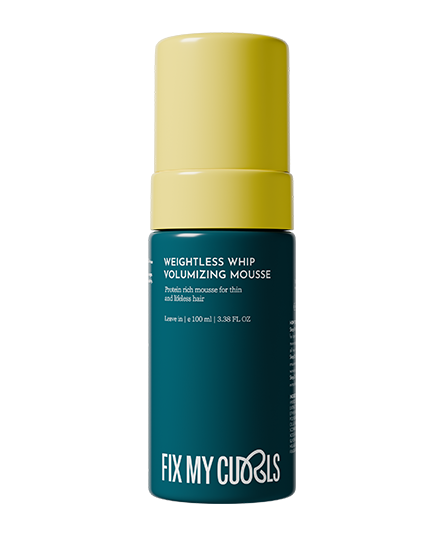 WEIGHTLESS WHIP
VOLUMIZING MOUSSE
Protein rich mousse for thin
and lifeless hair
Leave in | e 100 ml | 3.38 FL OZ
FIX MY CURLS